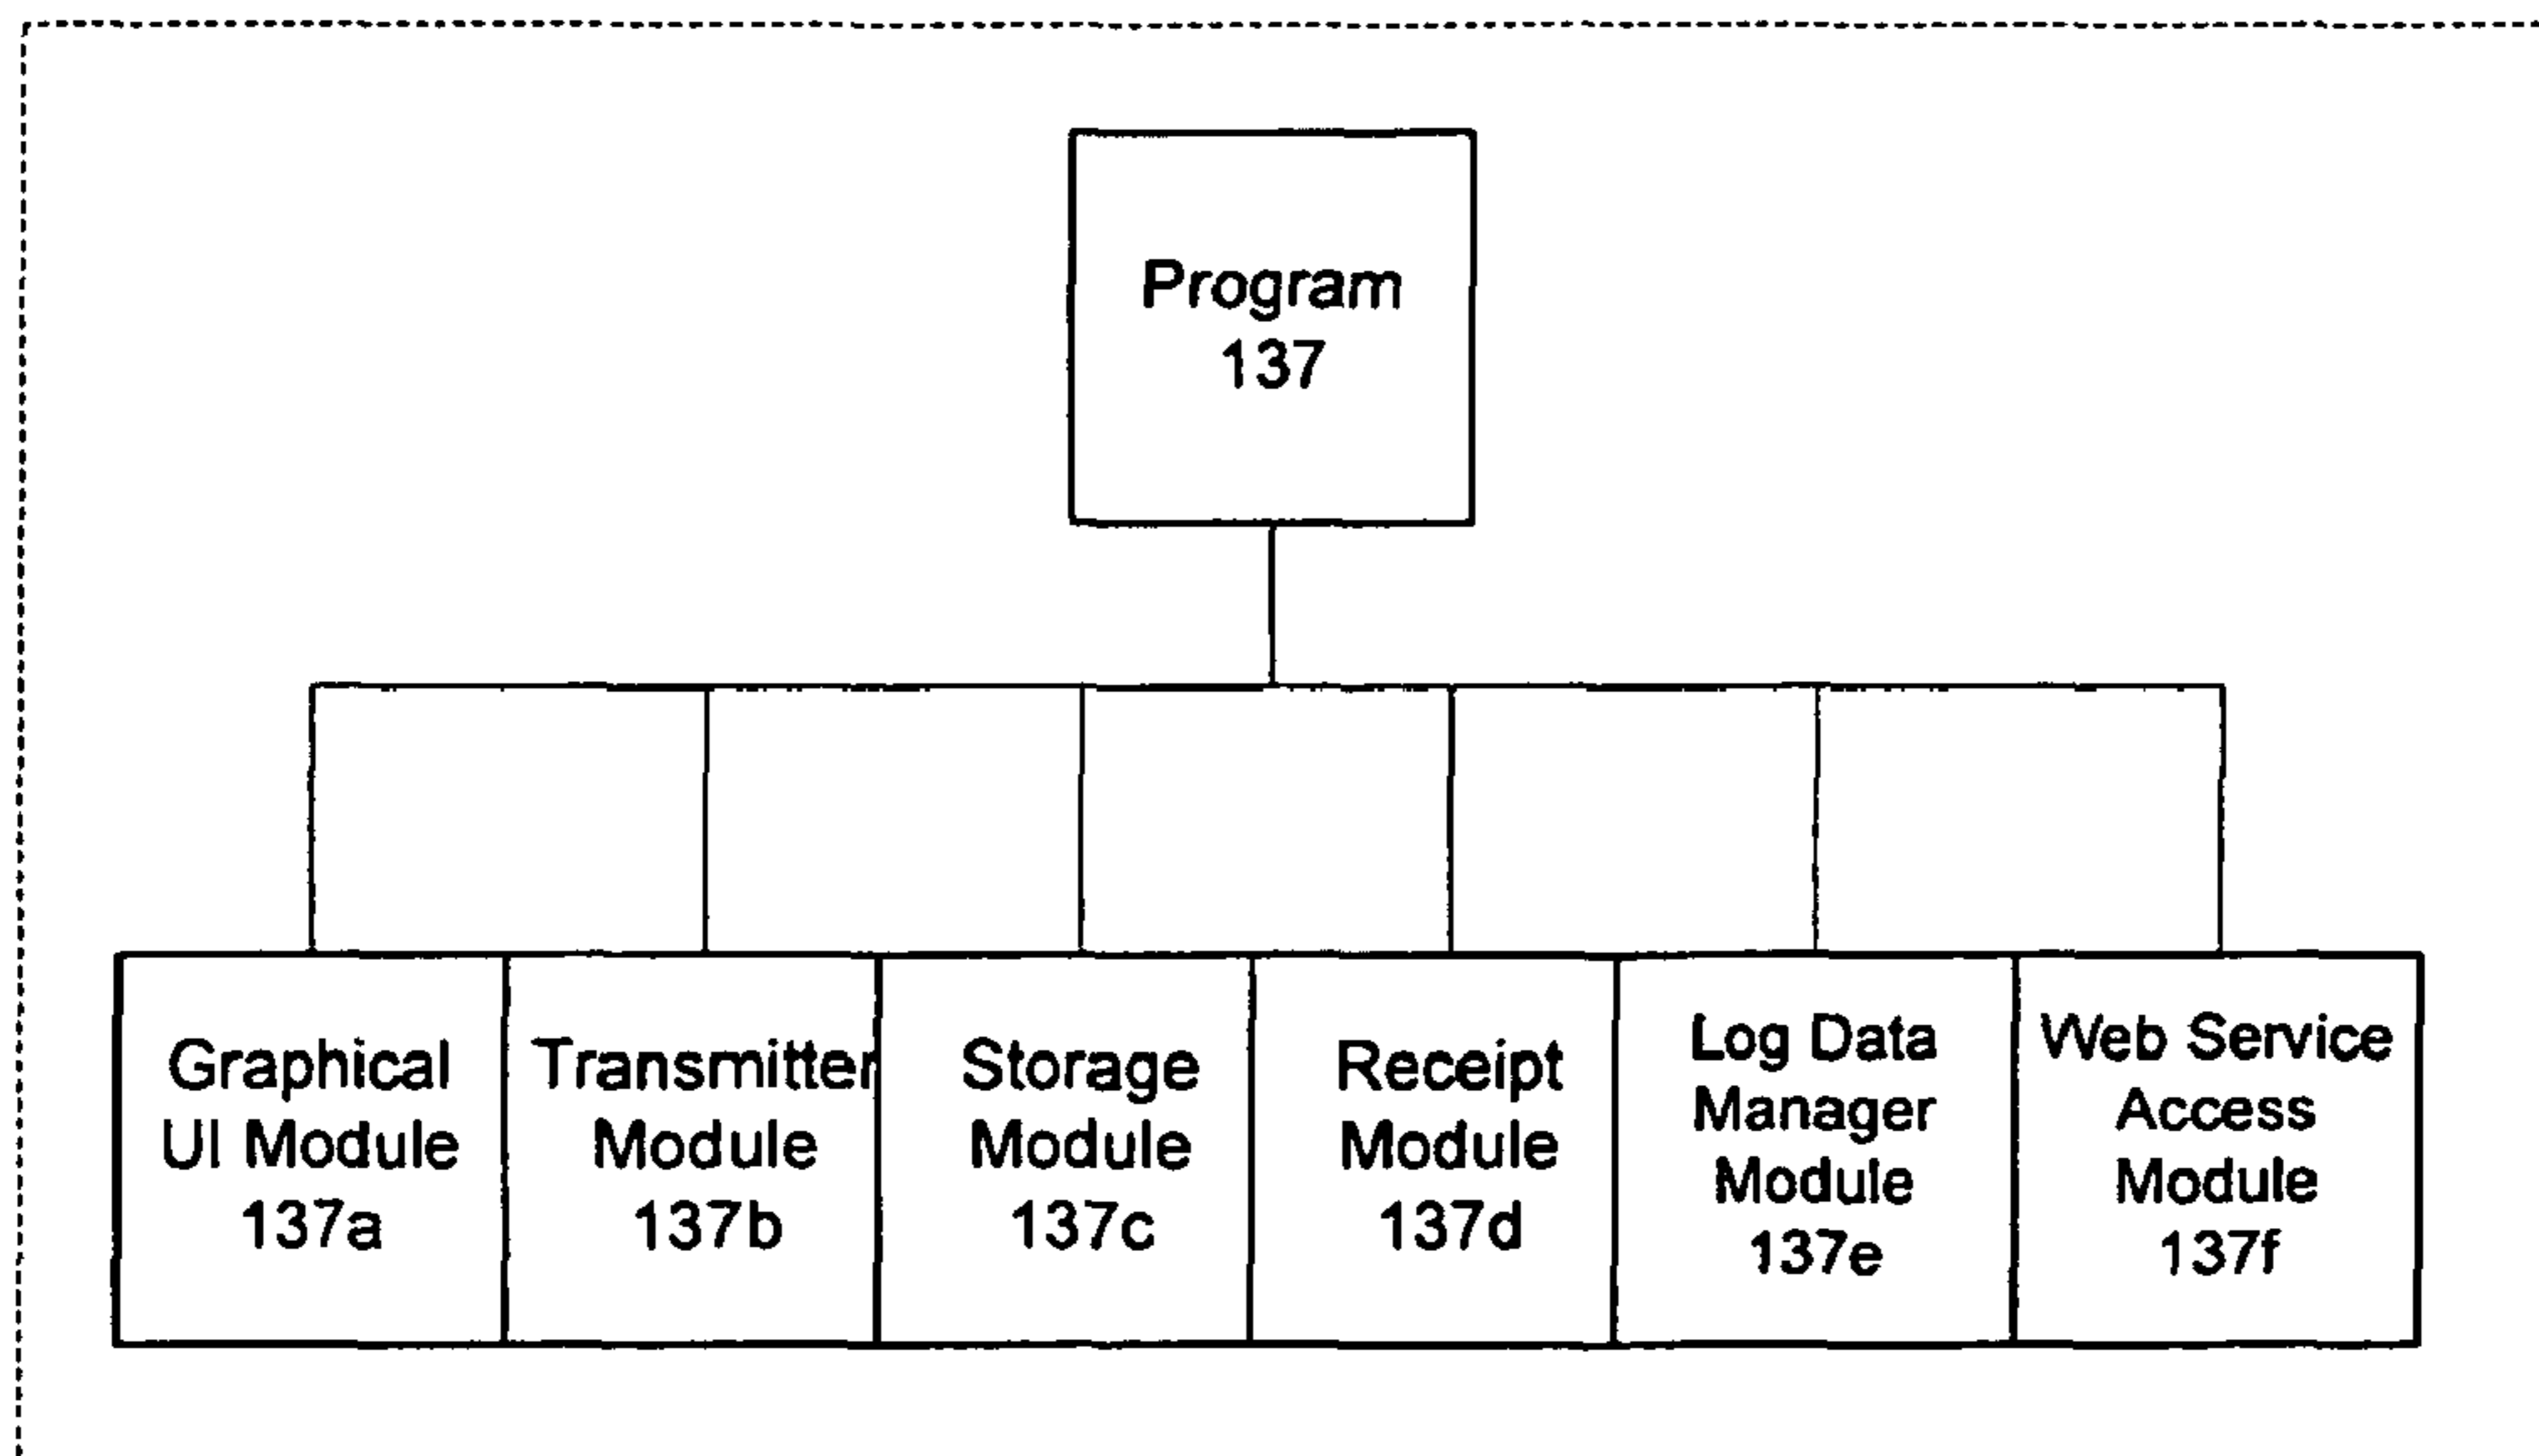 Program
137
Graphical
UI Module
137a
Transmitter
Module
137b
Storage
Module
137c
Receipt
Module
137d
Log Data
Manager
Module
137e
Web Service
Access
Module
137f